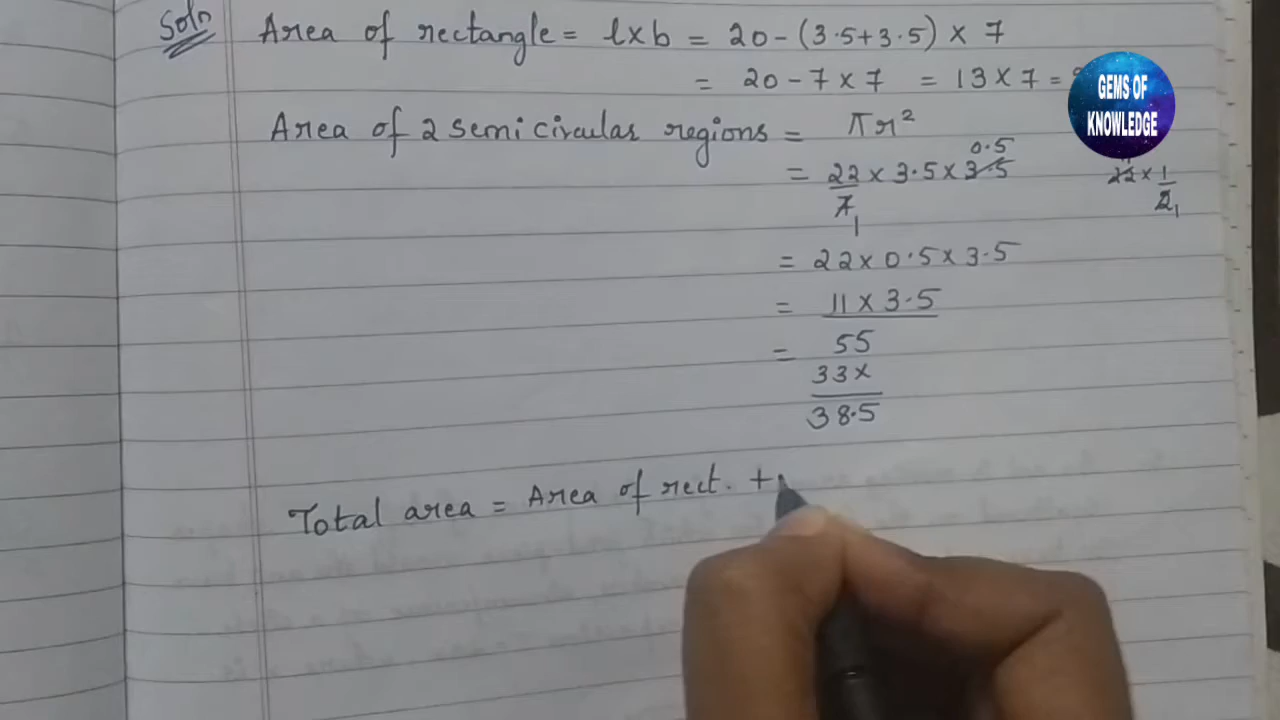 Soln Area of rectangle = l×b = 20 - (3.5+3.5) × 7
= 20 - 7 × 7 = 13 × 7 =
Area of 2 semicircular regions = πr²
= 22/7 × 3.5 × 3.5 0.5
1
22 × 1/2 1
= 22 × 0.5 × 3.5
= 11 × 3.5
= 55
33×
38.5
Total area = Area of rect. +
GEMS OF
KNOWLEDGE